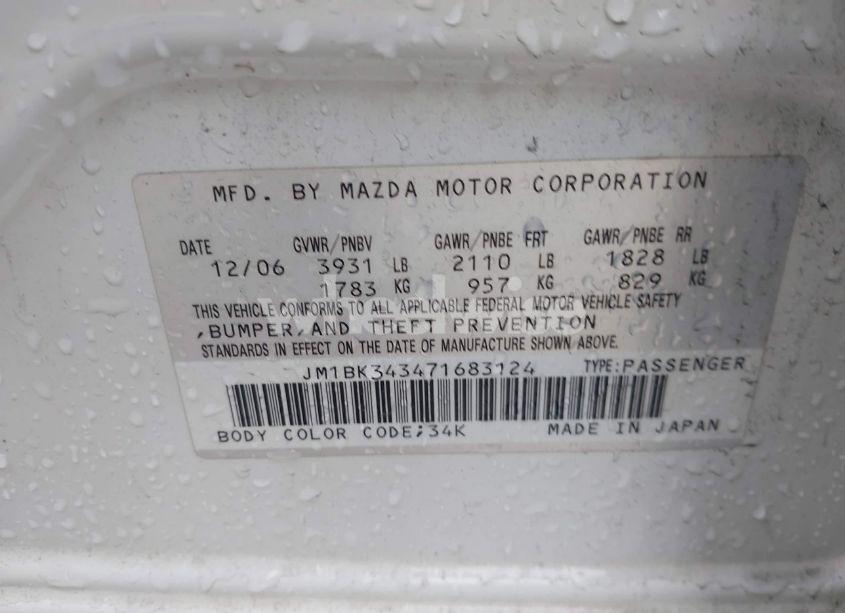 MFD. BY MAZDA MOTOR CORPORATION
DATE GVWR/PNBV GAWR/PNBE FRT GAWR/PNBE RR
12/06 3931 LB 2110 LB 1828 LB
1783 KG 957 KG 829 KG
THIS VEHICLE CONFORMS TO ALL APPLICABLE FEDERAL MOTOR VEHICLE SAFETY
,BUMPER,AND THEFT PREVENTION
STANDARDS IN EFFECT ON THE DATE OF MANUFACTURE SHOWN ABOVE.
JM1BK343471683124 TYPE:PASSENGER
BODY COLOR CODE;34K MADE IN JAPAN